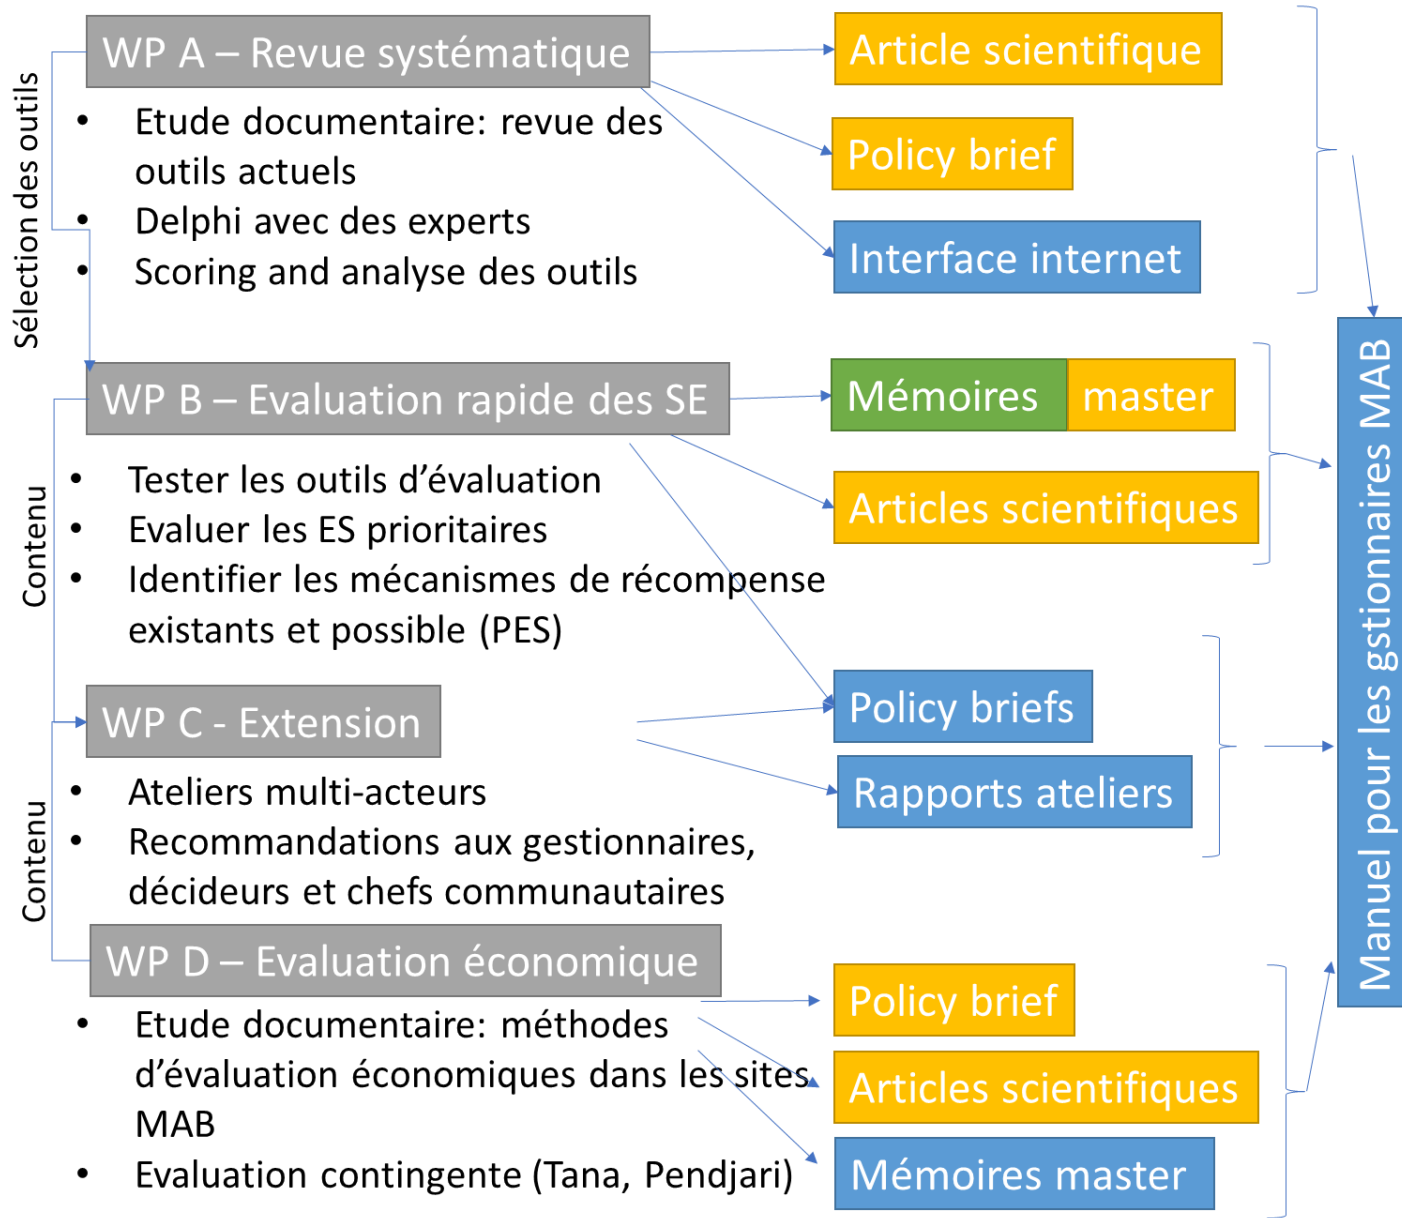 WP A – Revue systématique
• Etude documentaire: revue des
outils actuels
• Delphi avec des experts
• Scoring and analyse des outils
Sélection des outils
Article scientifique
Policy brief
Interface internet
WP B – Evaluation rapide des SE
• Tester les outils d’évaluation
• Evaluer les ES prioritaires
• Identifier les mécanismes de récompense
existants et possible (PES)
Contenu
Mémoires master
Articles scientifiques
WP C - Extension
• Ateliers multi-acteurs
• Recommandations aux gestionnaires,
décideurs et chefs communautaires
Contenu
Policy briefs
Rapports ateliers
WP D – Evaluation économique
• Etude documentaire: méthodes
d’évaluation économiques dans les sites
MAB
• Evaluation contingente (Tana, Pendjari)
Policy brief
Articles scientifiques
Mémoires master
Manuel pour les gstionnaires MAB